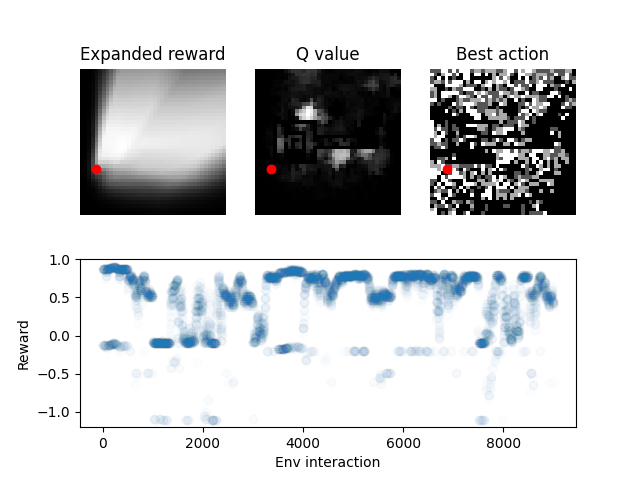 Expanded reward
Q value
Best action
1.0
0.5
0.0
−0.5
−1.0
Reward
0
2000
4000
6000
8000
Env interaction